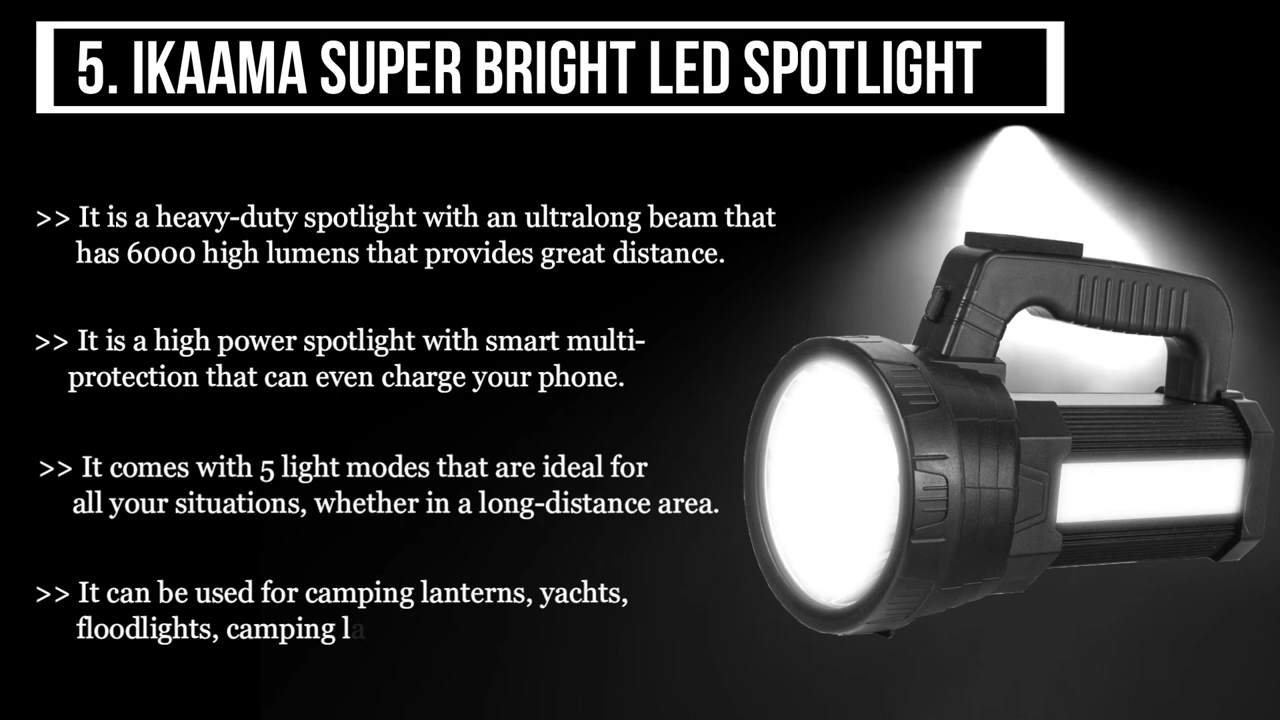 5. IKAAMA SUPER BRIGHT LED SPOTLIGHT
>> It is a heavy-duty spotlight with an ultralong beam that
has 6000 high lumens that provides great distance.
>> It is a high power spotlight with smart multi-
protection that can even charge your phone.
>> It comes with 5 light modes that are ideal for
all your situations, whether in a long-distance area.
>> It can be used for camping lanterns, yachts,
floodlights, camping la